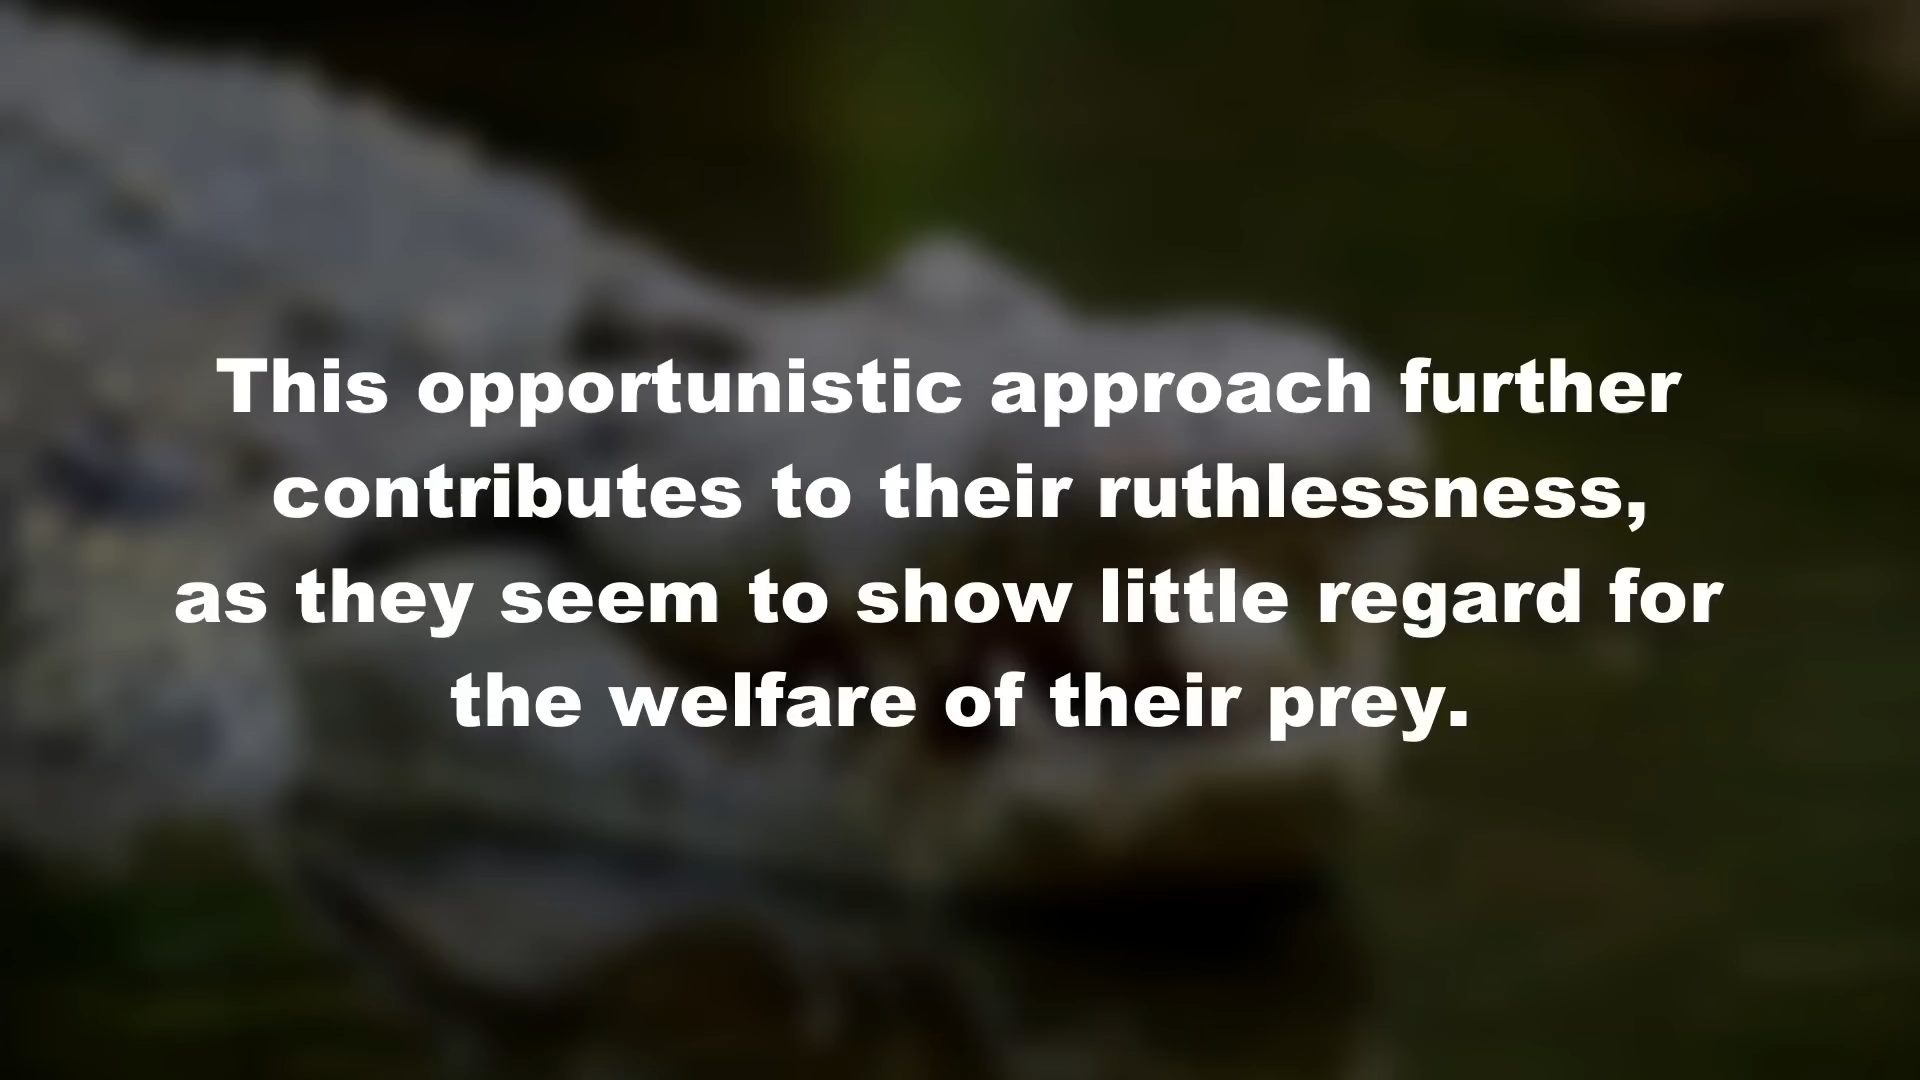 This opportunistic approach further
contributes to their ruthlessness,
as they seem to show little regard for
the welfare of their prey.